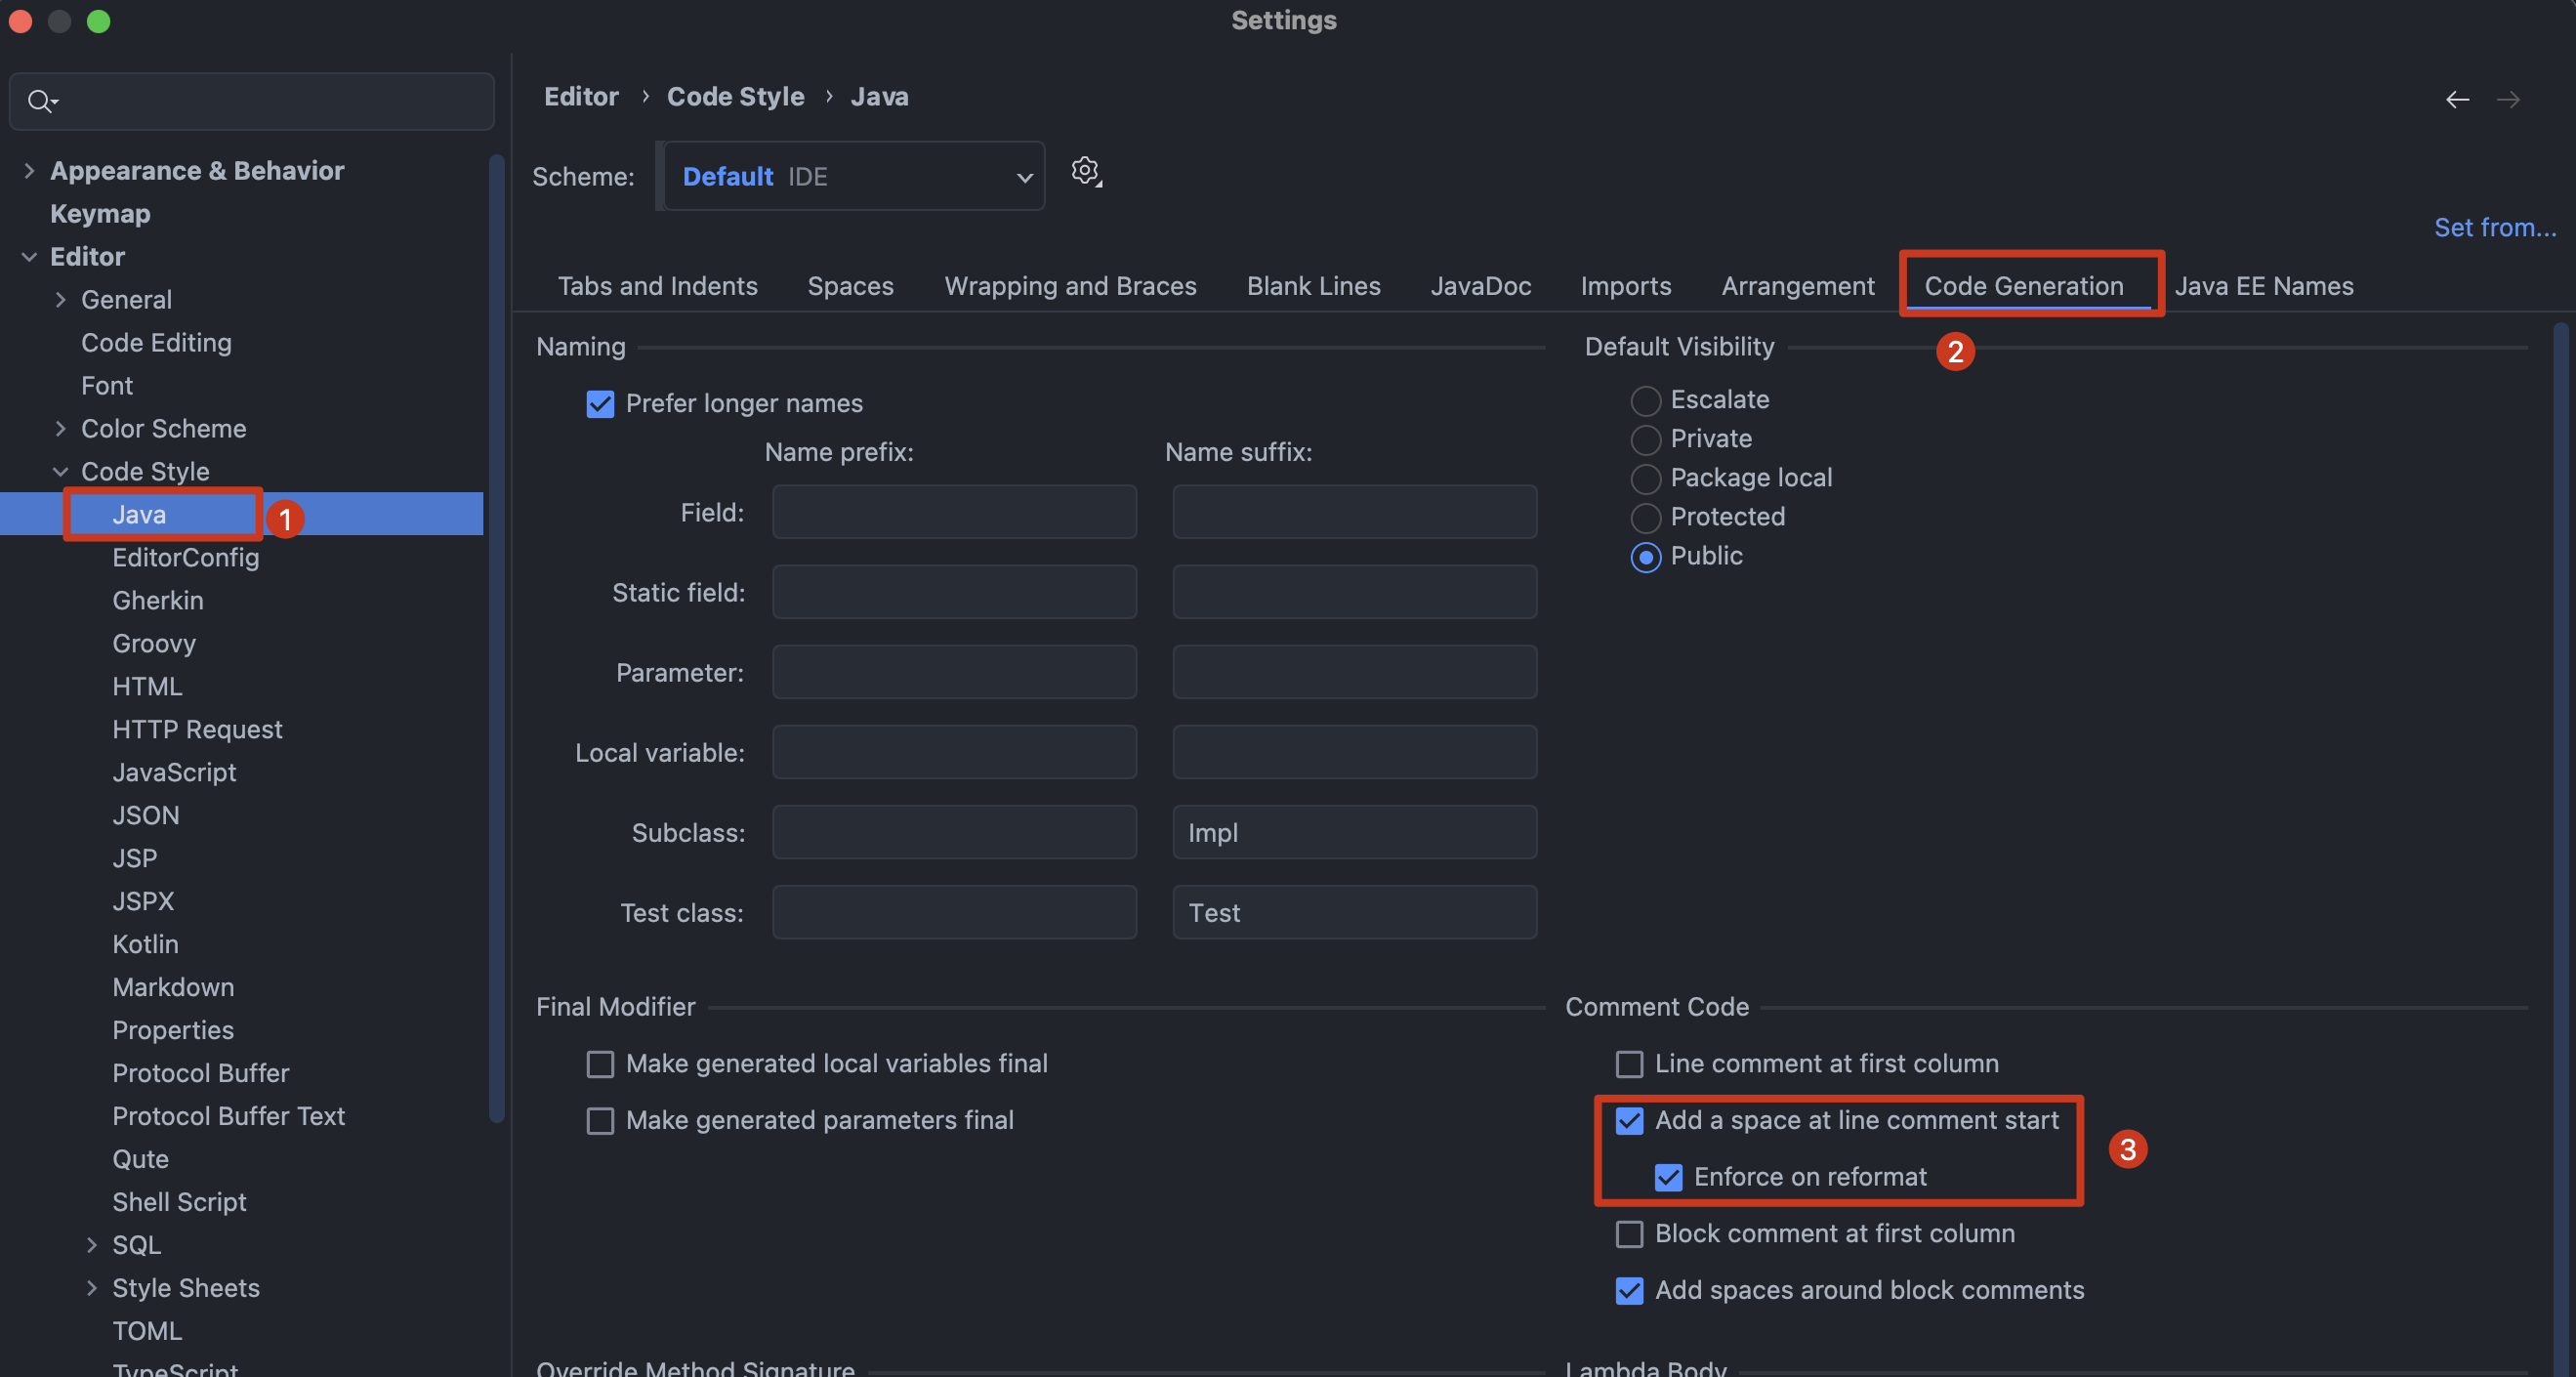 Settings
Appearance & Behavior
Keymap
Editor
General
Code Editing
Font
Color Scheme
Code Style
Java
1
EditorConfig
Gherkin
Groovy
HTML
HTTP Request
JavaScript
JSON
JSP
JSPX
Kotlin
Markdown
Properties
Protocol Buffer
Protocol Buffer Text
Qute
Shell Script
SQL
Style Sheets
TOML
TypeScript
Editor › Code Style › Java
Scheme: Default IDE
Set from...
Tabs and Indents Spaces Wrapping and Braces Blank Lines JavaDoc Imports Arrangement Code Generation Java EE Names
2
Naming
Prefer longer names
Name prefix: Name suffix:
Field:
Static field:
Parameter:
Local variable:
Subclass: Impl
Test class: Test
Default Visibility
Escalate
Private
Package local
Protected
Public
Final Modifier
Make generated local variables final
Make generated parameters final
Comment Code
Line comment at first column
Add a space at line comment start
Enforce on reformat
3
Block comment at first column
Add spaces around block comments
Override Method Signature
Lambda Body